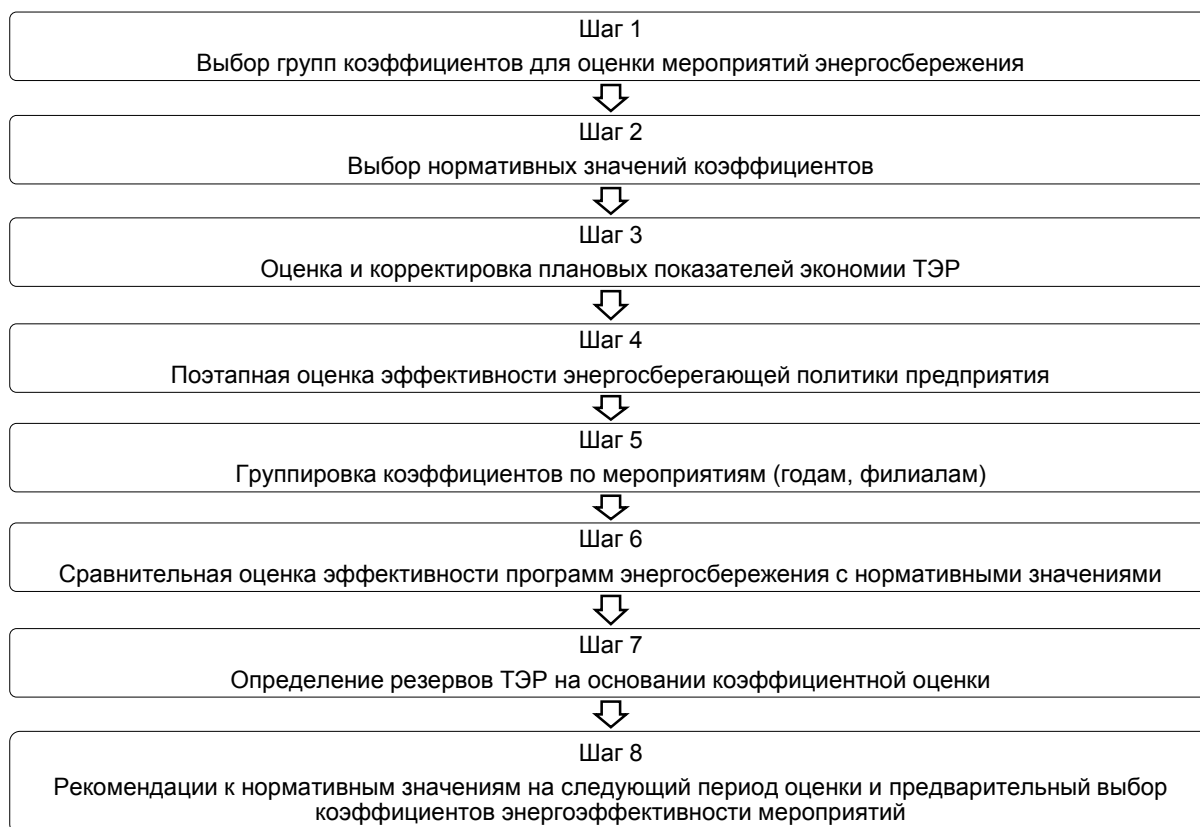 Шаг 1
Выбор групп коэффициентов для оценки мероприятий энергосбережения
Шаг 2
Выбор нормативных значений коэффициентов
Шаг 3
Оценка и корректировка плановых показателей экономии ТЭР
Шаг 4
Поэтапная оценка эффективности энергосберегающей политики предприятия
Шаг 5
Группировка коэффициентов по мероприятиям (годам, филиалам)
Шаг 6
Сравнительная оценка эффективности программ энергосбережения с нормативными значениями
Шаг 7
Определение резервов ТЭР на основании коэффициентной оценки
Шаг 8
Рекомендации к нормативным значениям на следующий период оценки и предварительный выбор
коэффициентов энергоэффективности мероприятий